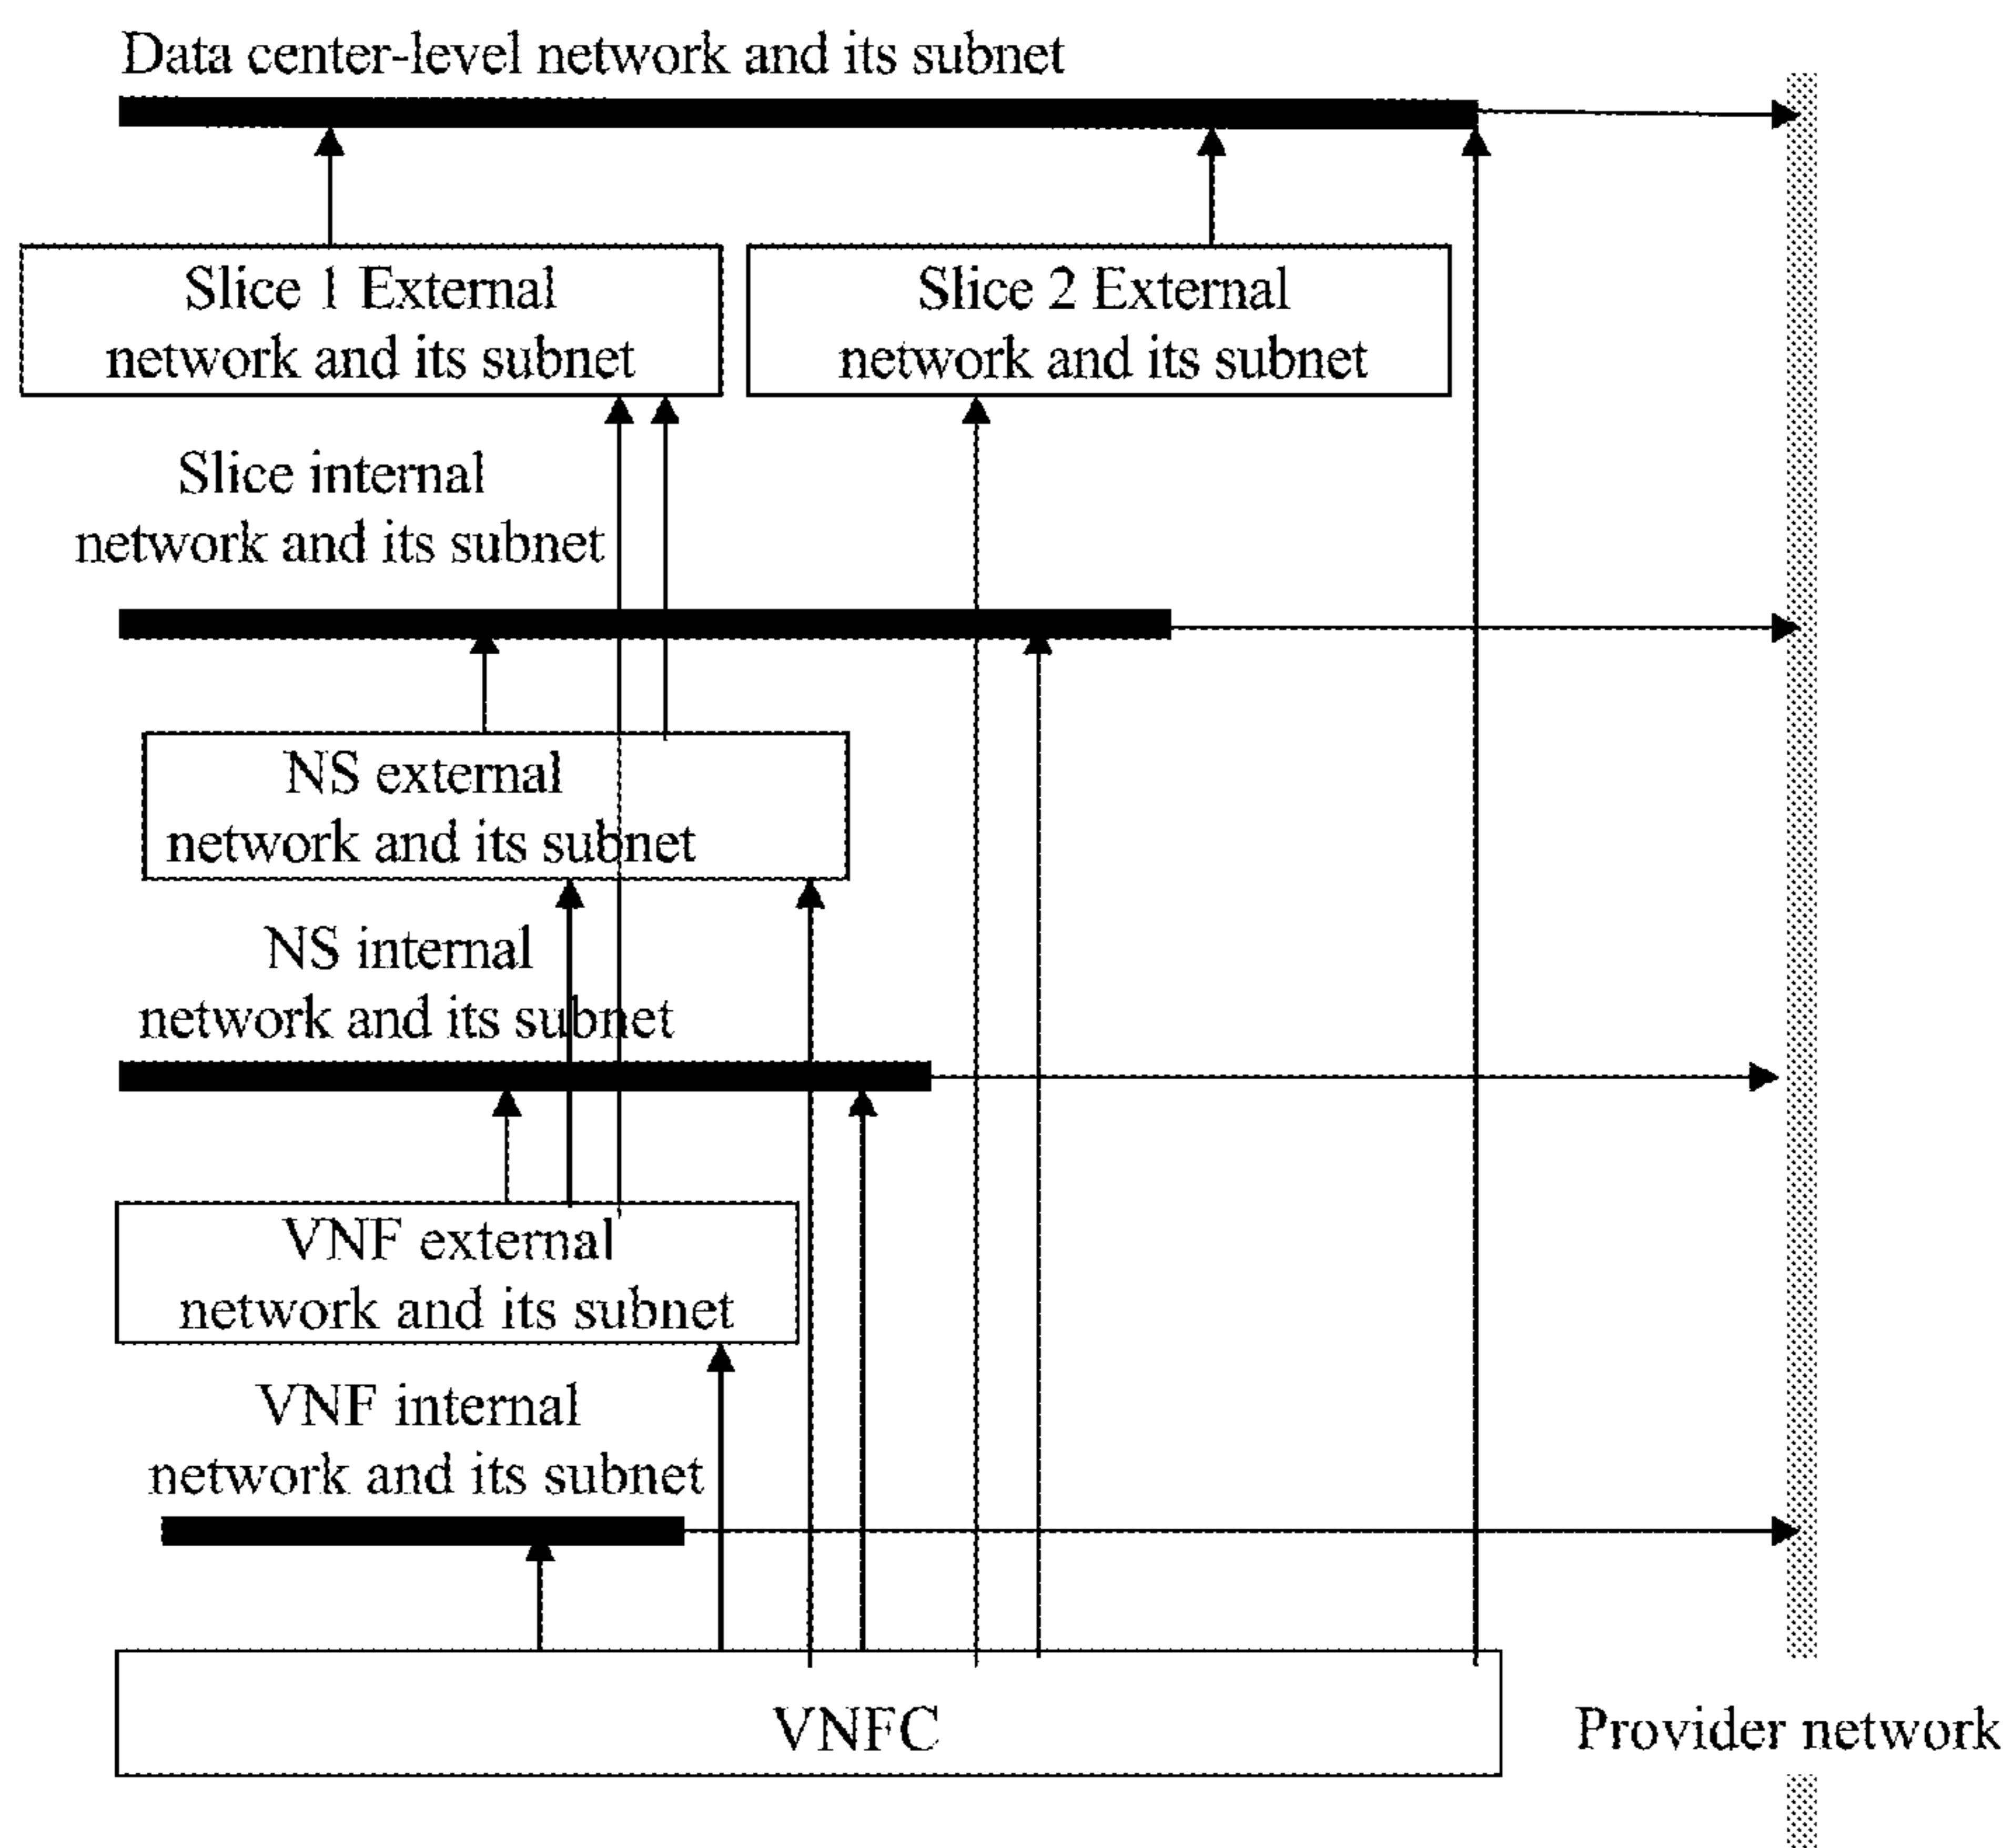 Data center-level network and its subnet
Slice 1 External
network and its subnet
Slice 2 External
network and its subnet
Slice internal
network and its subnet
NS external
network and its subnet
NS internal
network and its subnet
VNF external
network and its subnet
VNF internal
network and its subnet
VNFC
Provider network